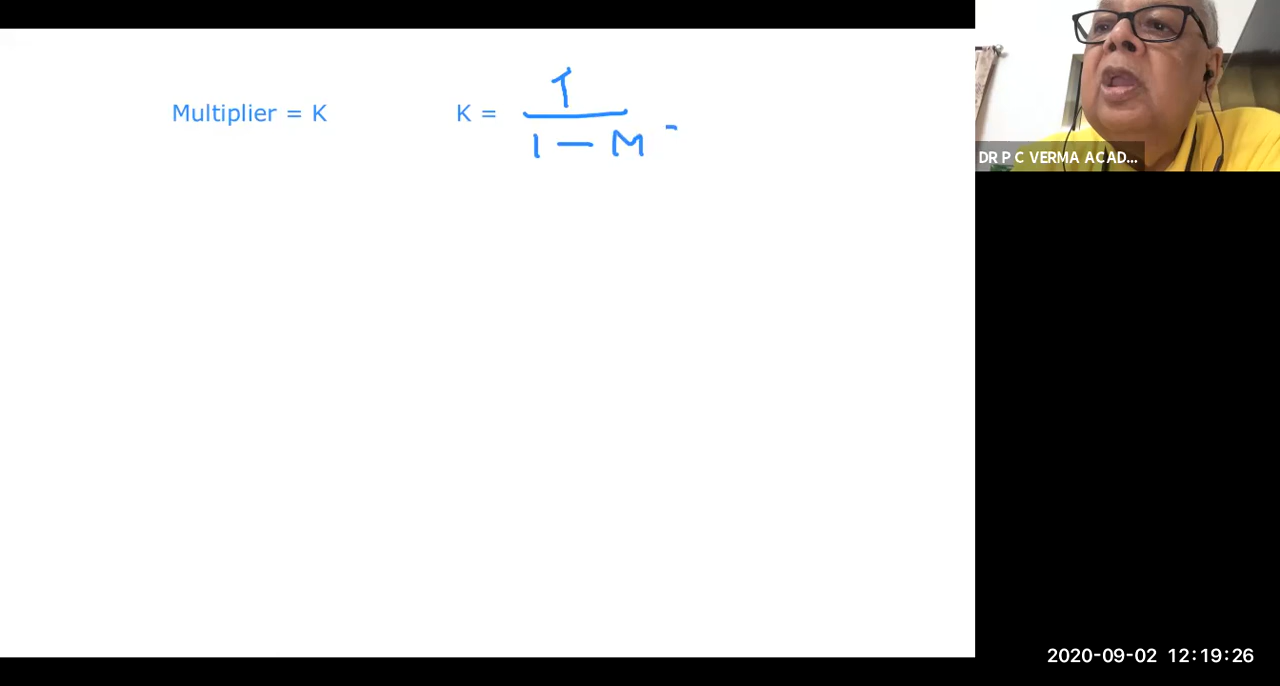 Multiplier = K K = 1
1 — M -
DR P C VERMA ACAD...
2020-09-02 12:19:26